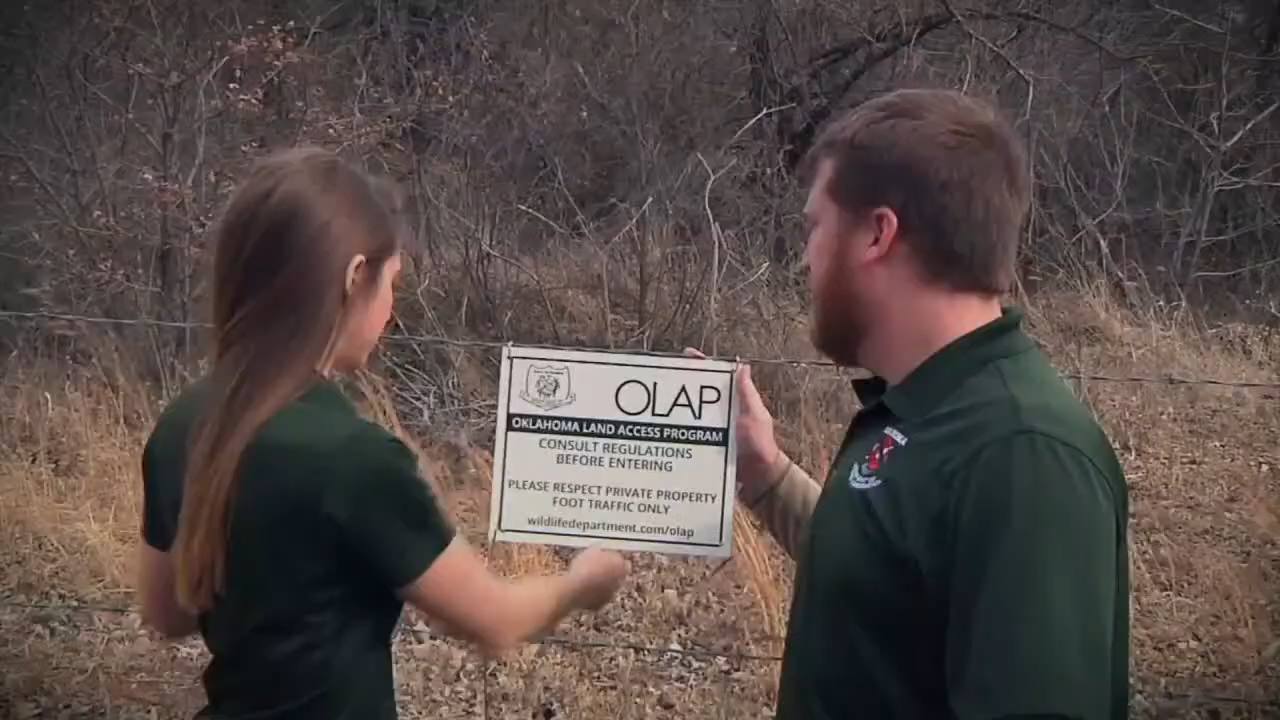 OLAP
OKLAHOMA LAND ACCESS PROGRAM
CONSULT REGULATIONS
BEFORE ENTERING
PLEASE RESPECT PRIVATE PROPERTY
FOOT TRAFFIC ONLY
wildlifedepartment.com/olap